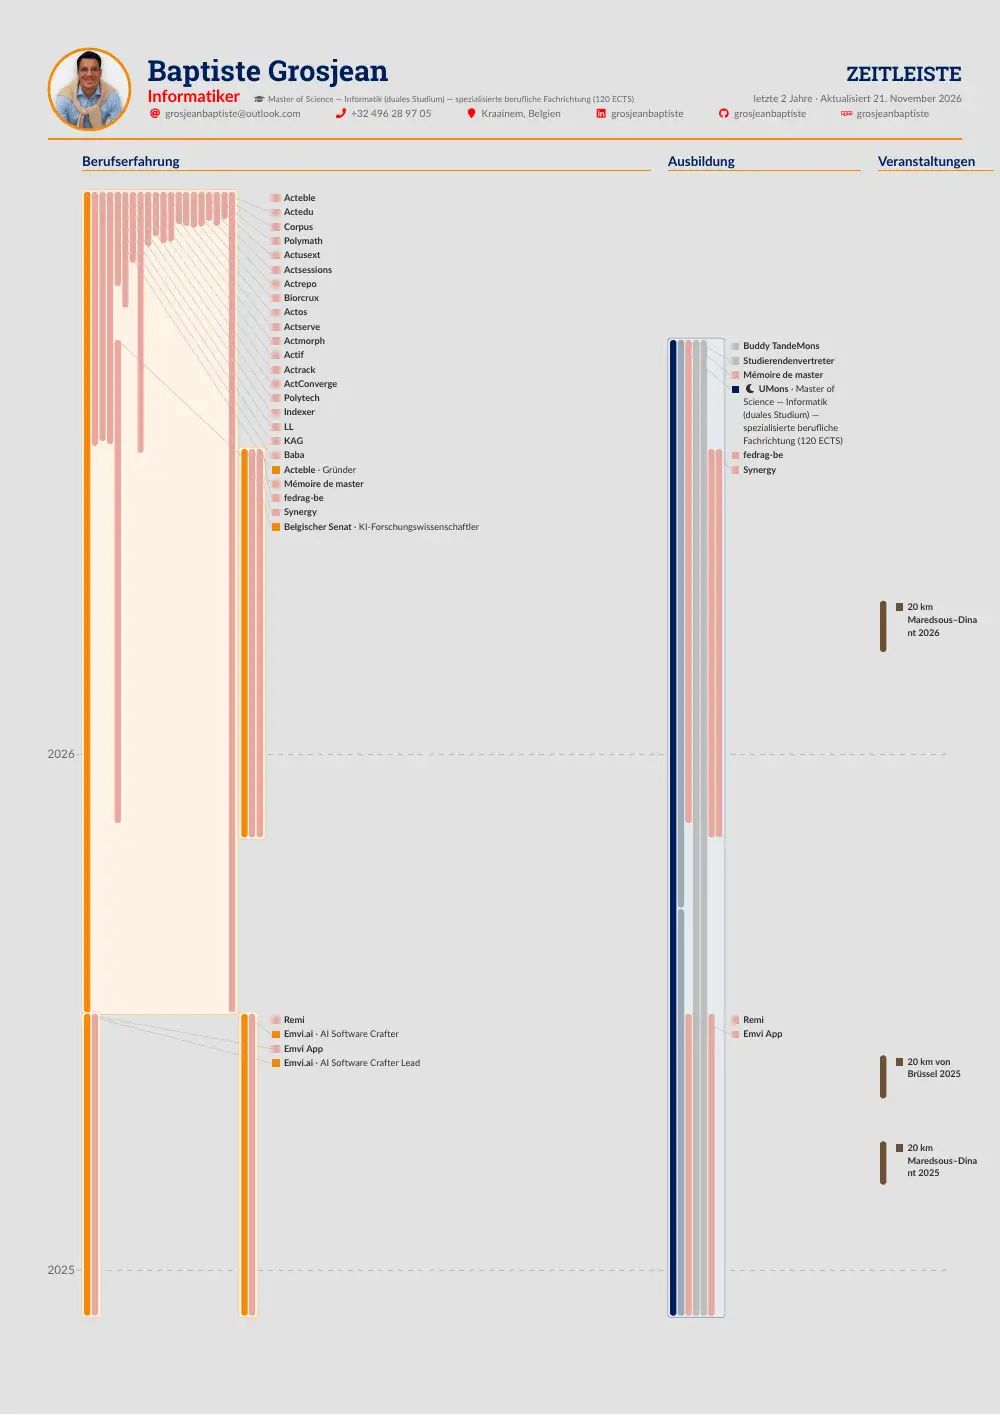 Baptiste Grosjean
ZEITLEISTE
Informatiker
Master of Science — Informatik (duales Studium) — spezialisierte berufliche Fachrichtung (120 ECTS)
letzte 2 Jahre · Aktualisiert 21. November 2026
grosjeanbaptiste@outlook.com
+32 496 28 97 05
Kraainem, Belgien
grosjeanbaptiste
grosjeanbaptiste
grosjeanbaptiste
Berufserfahrung
Acteble
Actedu
Corpus
Polymath
Actusext
Actsessions
Actrepo
Biorcrux
Actos
Actserve
Actmorph
Actif
Actrack
ActConverge
Polytech
Indexer
LL
KAG
Baba
Acteble · Gründer
Mémoire de master
fedrag-be
Synergy
Belgischer Senat · KI-Forschungswissenschaftler
2026
Remi
Emvi.ai · AI Software Crafter
Emvi App
Emvi.ai · AI Software Crafter Lead
2025
Ausbildung
Buddy TandeMons
Studierendenvertreter
Mémoire de master
UMons · Master of
Science — Informatik
(duales Studium) —
spezialisierte berufliche
Fachrichtung (120 ECTS)
fedrag-be
Synergy
Remi
Emvi App
Veranstaltungen
20 km
Maredsous–Dina
nt 2026
20 km von
Brüssel 2025
20 km
Maredsous–Dina
nt 2025